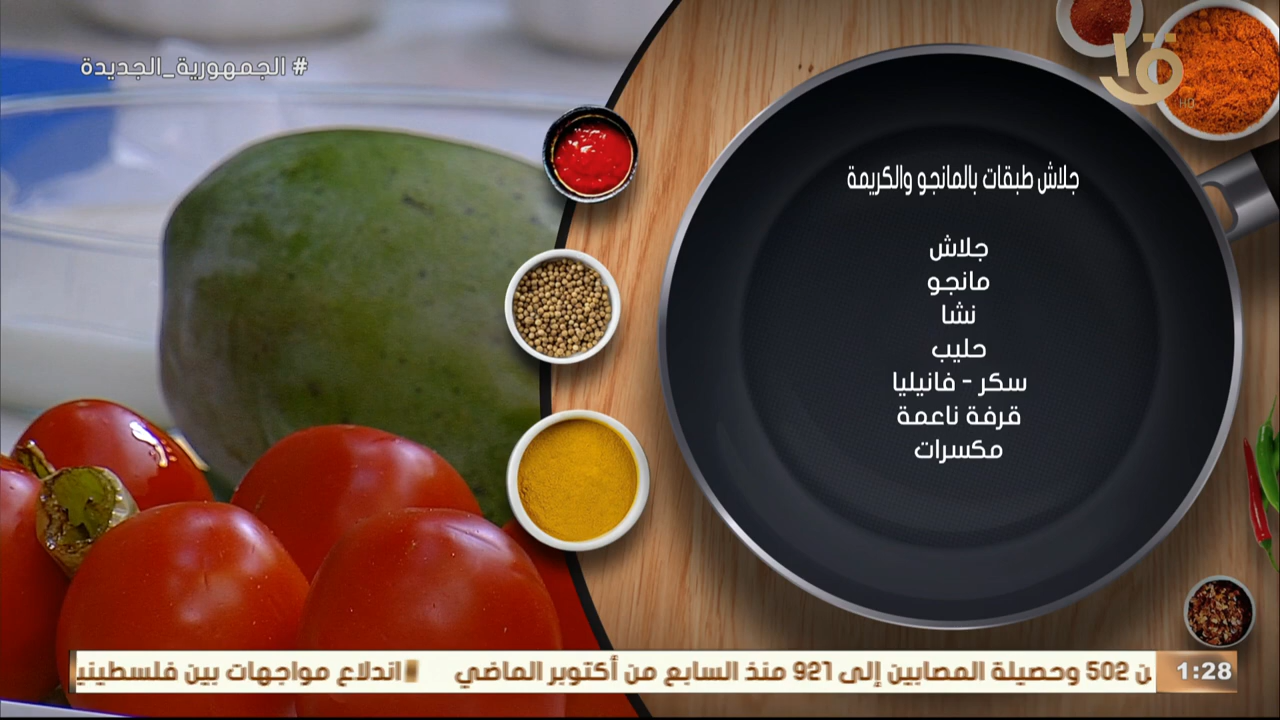 # الجمهورية_الجديدة
HD
جلاش طبقات بالمانجو والكريمة
جلاش
مانجو
نشا
حليب
سكر - فانيليا
قرفة ناعمة
مكسرات
1:28
502 وحصيلة المصابين إلى 921 منذ السابع من أكتوبر الماضي
اندلاع مواجهات بين